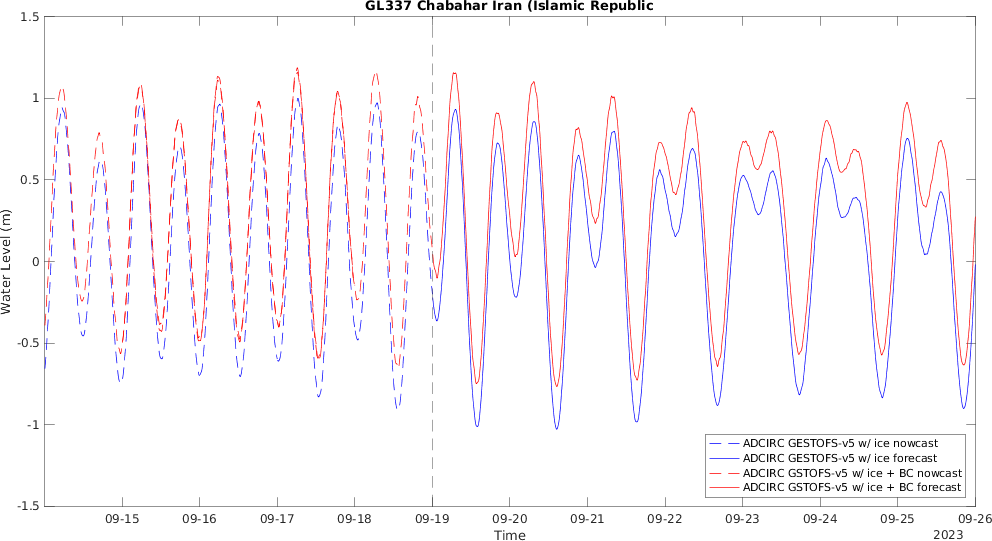 GL337 Chabahar Iran (Islamic Republic
1.5
1
0.5
0
-0.5
-1
-1.5
Water Level (m)
ADCIRC GESTOFS-v5 w/ ice nowcast
ADCIRC GESTOFS-v5 w/ ice forecast
ADCIRC GSTOFS-v5 w/ ice + BC nowcast
ADCIRC GSTOFS-v5 w/ ice + BC forecast
09-15 09-16 09-17 09-18 09-19 09-20 09-21 09-22 09-23 09-24 09-25 09-26
Time
2023